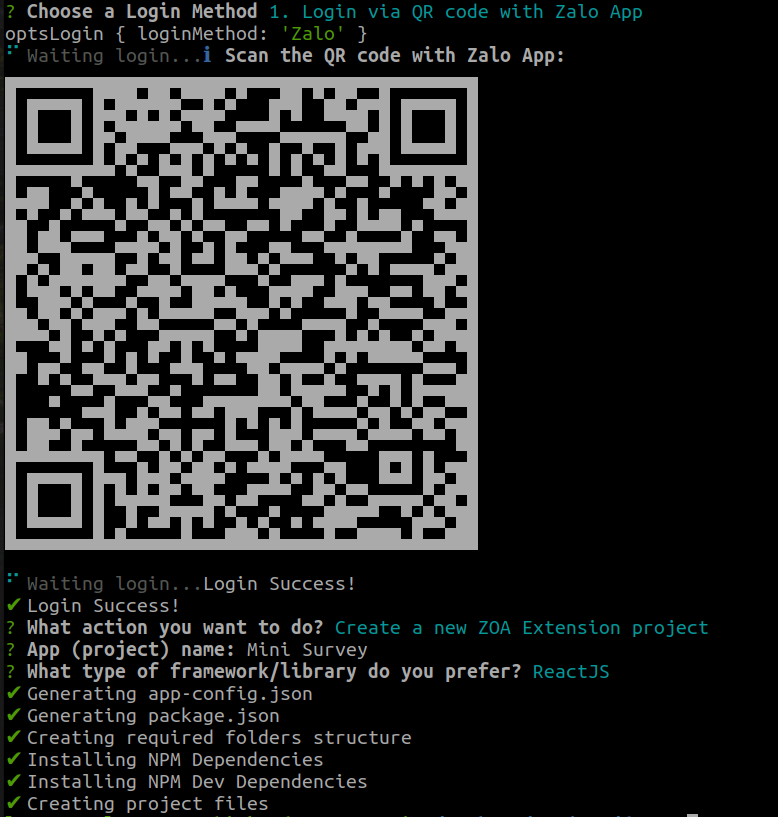 ? Choose a Login Method 1. Login via QR code with Zalo App
optsLogin { loginMethod: 'Zalo' }
Waiting login...ℹ Scan the QR code with Zalo App:
Waiting login...Login Success!
✔ Login Success!
? What action you want to do? Create a new ZOA Extension project
? App (project) name: Mini Survey
? What type of framework/library do you prefer? ReactJS
✔ Generating app-config.json
✔ Generating package.json
✔ Creating required folders structure
✔ Installing NPM Dependencies
✔ Installing NPM Dev Dependencies
✔ Creating project files